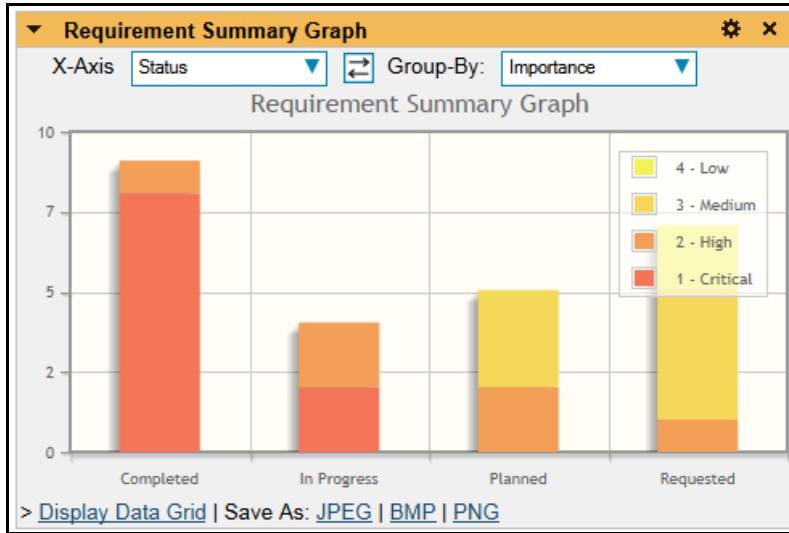 Requirement Summary Graph
X-Axis Status Group-By: Importance
Requirement Summary Graph
10
7
5
2
0
4 - Low
3 - Medium
2 - High
1 - Critical
Completed In Progress Planned Requested
> Display Data Grid | Save As: JPEG | BMP | PNG